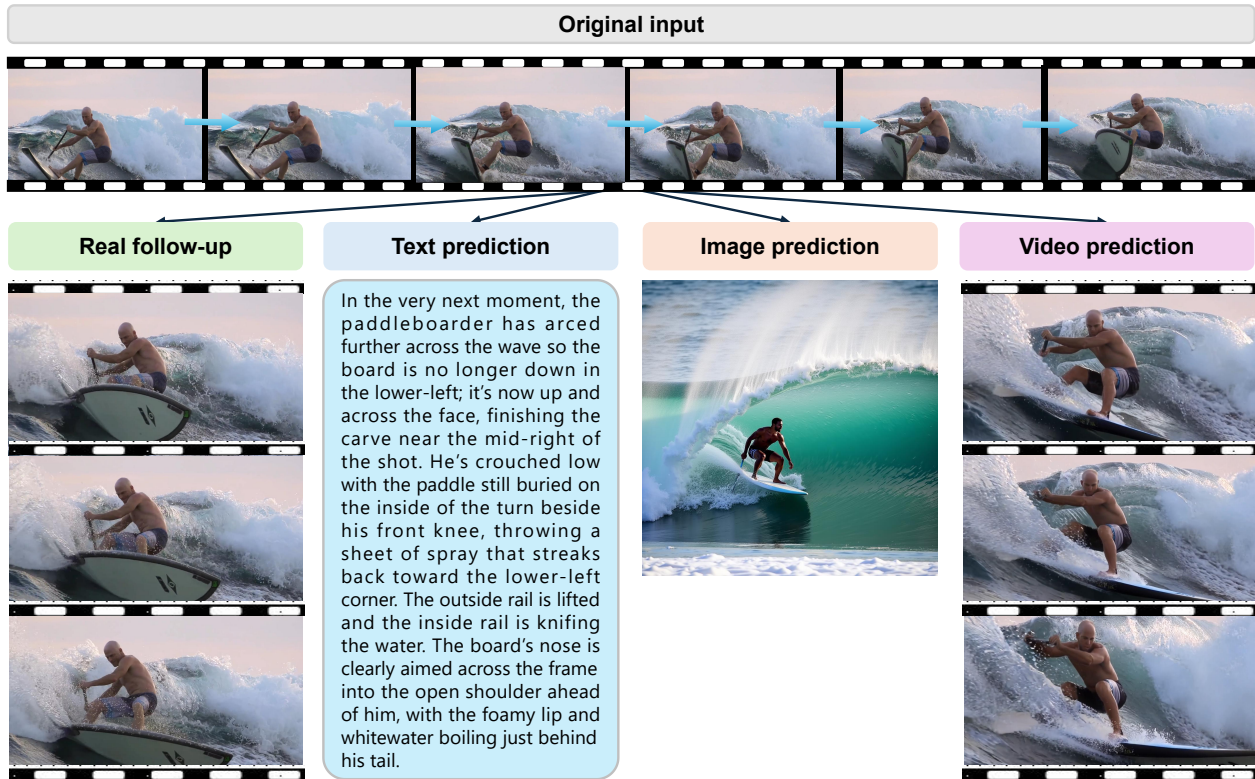 Original input
Real follow-up
Text prediction
Image prediction
Video prediction
In the very next moment, the
paddleboarder has arced
further across the wave so the
board is no longer down in
the lower-left; it's now up and
across the face, finishing the
carve near the mid-right of
the shot. He's crouched low
with the paddle still buried on
the inside of the turn beside
his front knee, throwing a
sheet of spray that streaks
back toward the lower-left
corner. The outside rail is lifted
and the inside rail is knifing
the water. The board's nose is
clearly aimed across the frame
into the open shoulder ahead
of him, with the foamy lip and
whitewater boiling just behind
his tail.